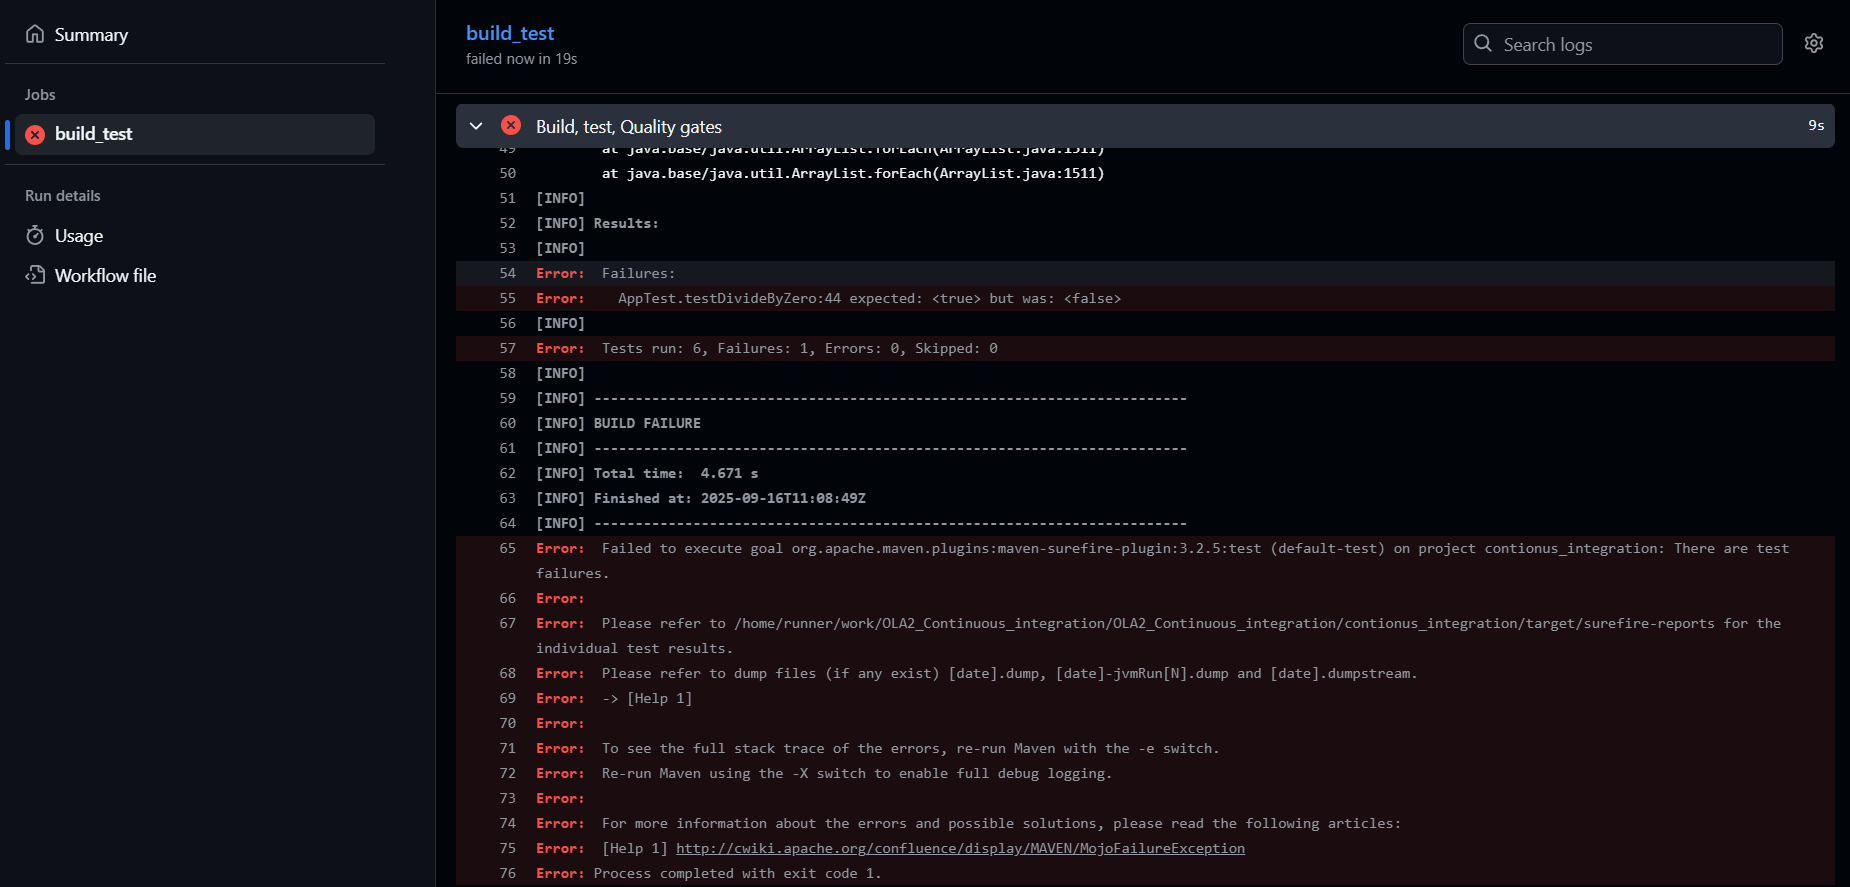 Summary
Jobs
build_test
Run details
Usage
Workflow file
build_test
failed now in 19s
Search logs
Build, test, Quality gates
9s
49 at java.base/java.util.ArrayList.forEach(ArrayList.java:1511)
50 at java.base/java.util.ArrayList.forEach(ArrayList.java:1511)
51 [INFO]
52 [INFO] Results:
53 [INFO]
54 Error:  Failures:
55 Error:    AppTest.testDivideByZero:44 expected: <true> but was: <false>
56 [INFO]
57 Error:  Tests run: 6, Failures: 1, Errors: 0, Skipped: 0
58 [INFO]
59 [INFO] ------------------------------------------------------------------------
60 [INFO] BUILD FAILURE
61 [INFO] ------------------------------------------------------------------------
62 [INFO] Total time:  4.671 s
63 [INFO] Finished at: 2025-09-16T11:08:49Z
64 [INFO] ------------------------------------------------------------------------
65 Error:  Failed to execute goal org.apache.maven.plugins:maven-surefire-plugin:3.2.5:test (default-test) on project contionus_integration: There are test
failures.
66 Error:
67 Error:  Please refer to /home/runner/work/OLA2_Continuous_integration/OLA2_Continuous_integration/contionus_integration/target/surefire-reports for the
individual test results.
68 Error:  Please refer to dump files (if any exist) [date].dump, [date]-jvmRun[N].dump and [date].dumpstream.
69 Error:  -> [Help 1]
70 Error:
71 Error:  To see the full stack trace of the errors, re-run Maven with the -e switch.
72 Error:  Re-run Maven using the -X switch to enable full debug logging.
73 Error:
74 Error:  For more information about the errors and possible solutions, please read the following articles:
75 Error:  [Help 1] http://cwiki.apache.org/confluence/display/MAVEN/MojoFailureException
76 Error: Process completed with exit code 1.